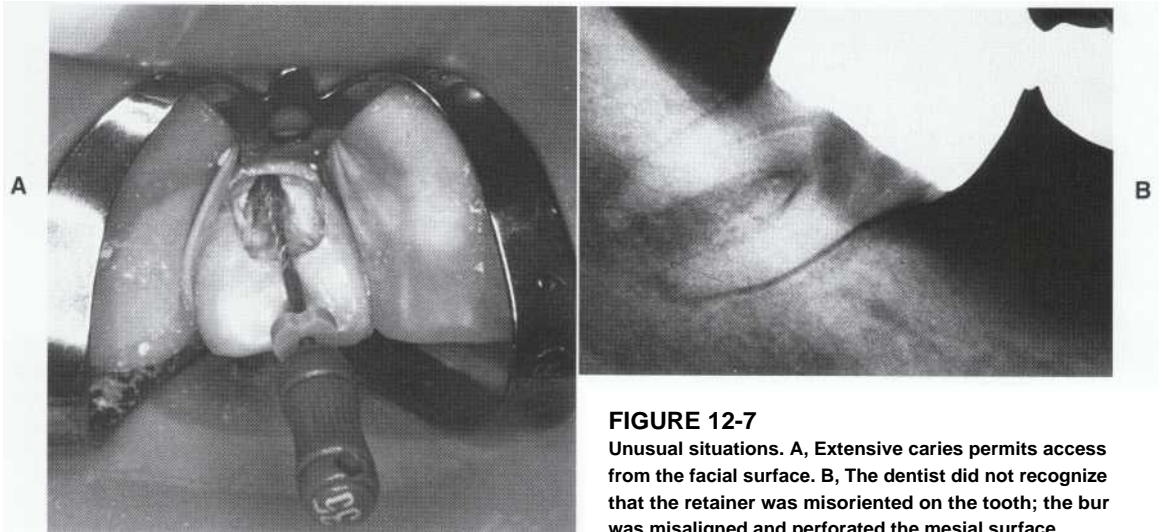 A
B
35
FIGURE 12-7
Unusual situations. A, Extensive caries permits access
from the facial surface. B, The dentist did not recognize
that the retainer was misoriented on the tooth; the bur
was misaligned and perforated the mesial surface.